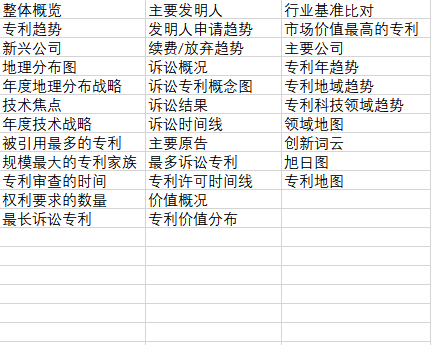 整体概览 主要发明人 行业基准比对
专利趋势 发明人申请趋势 市场价值最高的专利
新兴公司 续费/放弃趋势 主要公司
地理分布图 诉讼概况 专利年趋势
年度地理分布战略 诉讼专利概念图 专利地域趋势
技术焦点 诉讼结果 专利科技领域趋势
年度技术战略 诉讼时间线 领域地图
被引用最多的专利 主要原告 创新词云
规模最大的专利家族 最多诉讼专利 旭日图
专利审查的时间 专利许可时间线 专利地图
权利要求的数量 价值概况
最长诉讼专利 专利价值分布